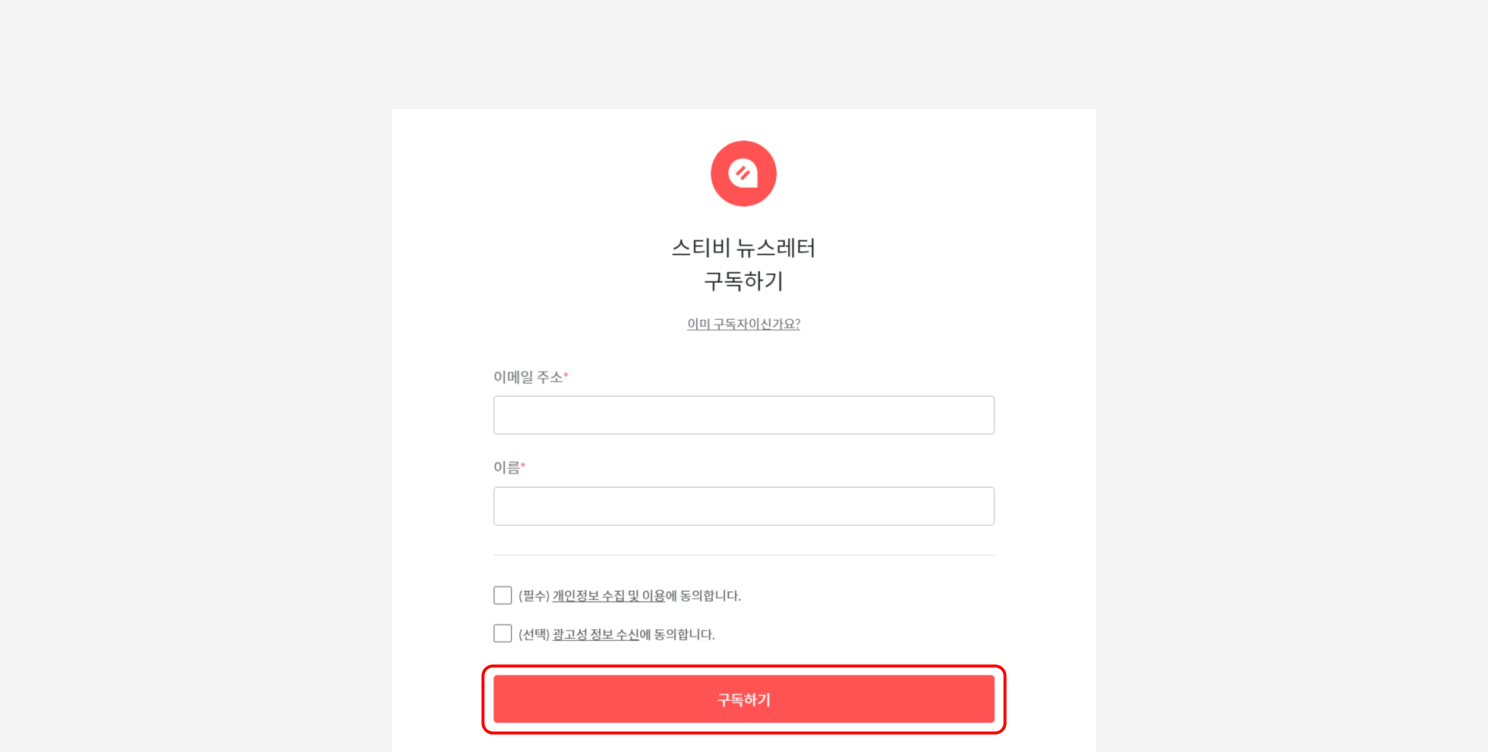 스티비 뉴스레터
구독하기
이미 구독자이신가요?
이메일 주소*
이름*
(필수) 개인정보 수집 및 이용에 동의합니다.
(선택) 광고성 정보 수신에 동의합니다.
구독하기